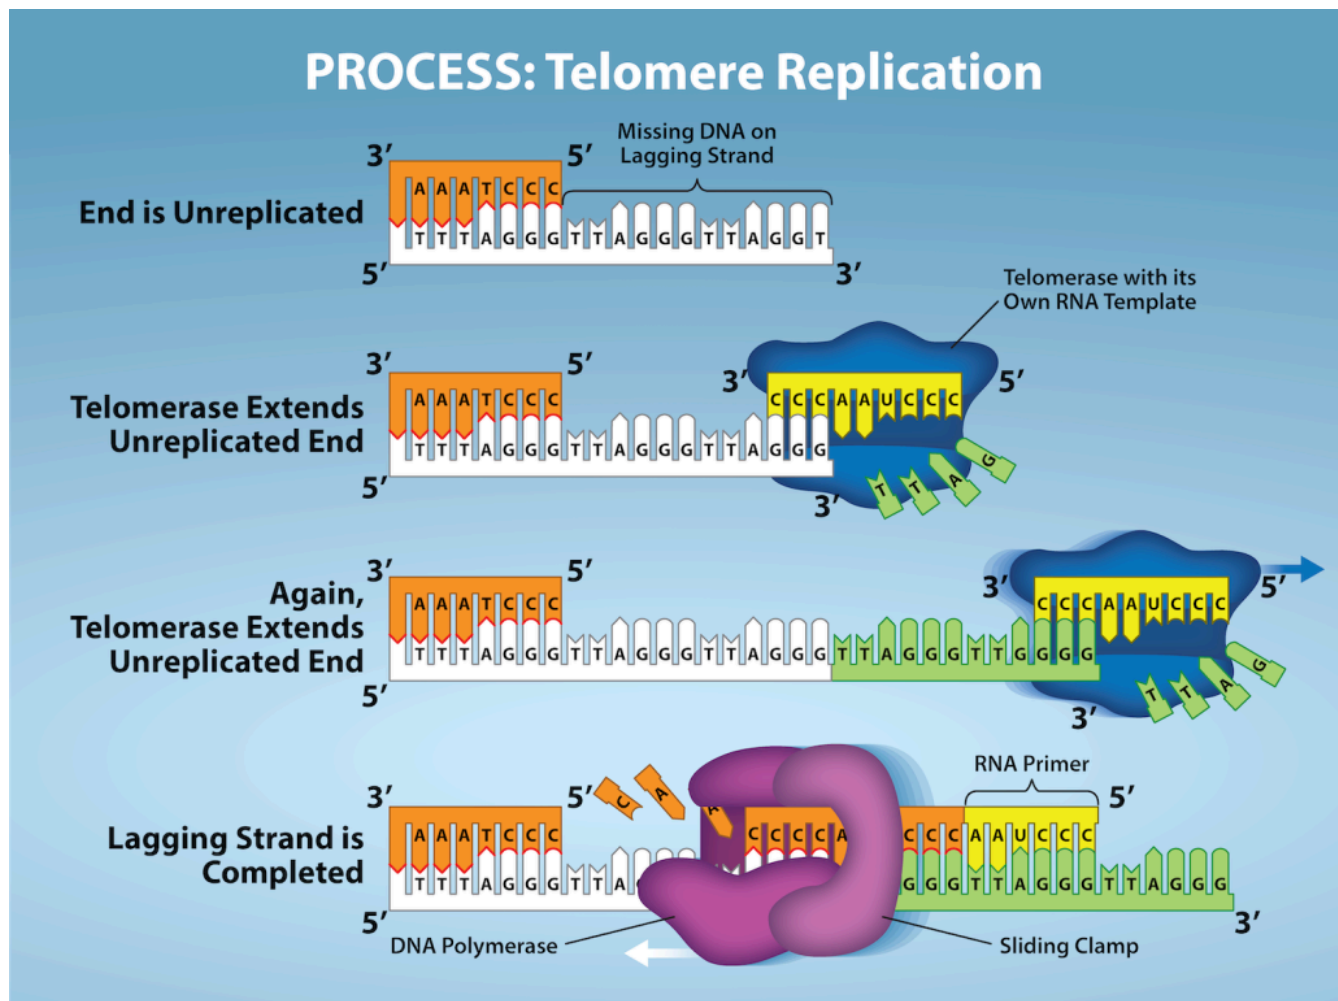 PROCESS: Telomere Replication
Missing DNA on
Lagging Strand
3′ 5′
End is Unreplicated
A A A T C C C
T T T A G G G T T A G G G T T A G G T
5′ 3′
Telomerase with its
Own RNA Template
3′ 5′ 3′ 5′
Telomerase Extends
Unreplicated End
A A A T C C C C C C A A U C C C
T T T A G G G T T A G G G T T A G G G
T T A G
5′ 3′
3′ 5′ 3′ 5′
Again,
Telomerase Extends
Unreplicated End
A A A T C C C C C C A A U C C C
T T T A G G G T T A G G G T T A G G G T T A G G G T T G G G G
T T A G
5′ 3′
RNA Primer
3′ 5′ C A A 5′
Lagging Strand is
Completed
A A A T C C C C C C C A C C C A A U C C C
T T T A G G G T T A G G G T T A G G G T T A G G G
5′ 3′
DNA Polymerase
Sliding Clamp